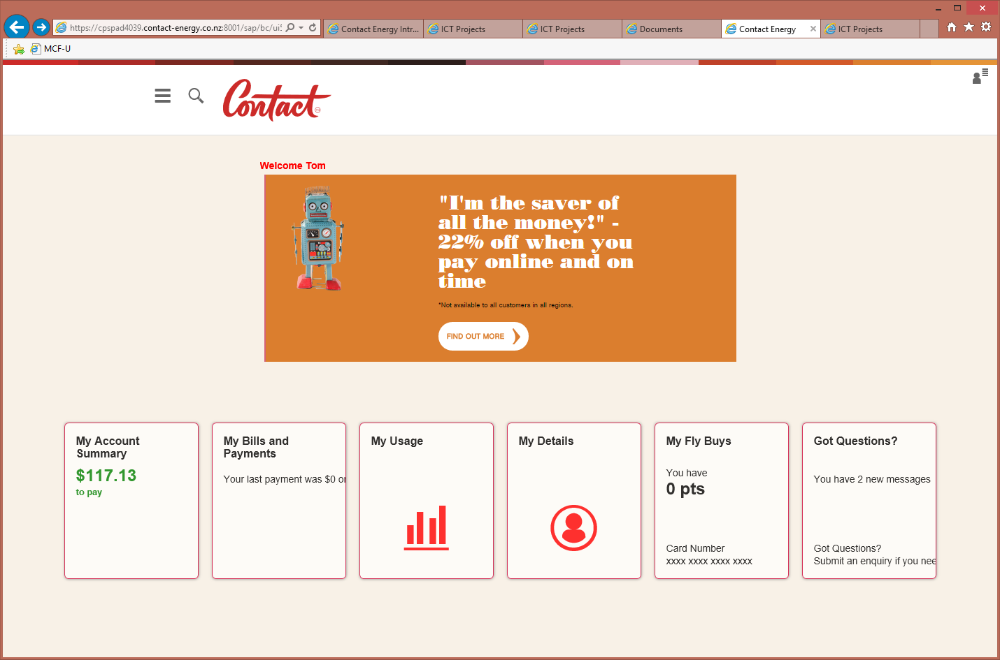 https://cpspad4039.contact-energy.co.nz:8001/sap/bc/ui5
Contact Energy Intr...
ICT Projects
ICT Projects
Documents
Contact Energy
ICT Projects
MCF-U
Contact
Welcome Tom
"I'm the saver of
all the money!" -
22% off when you
pay online and on
time
*Not available to all customers in all regions.
FIND OUT MORE
My Account
Summary
$117.13
to pay
My Bills and
Payments
Your last payment was $0 or
My Usage
My Details
My Fly Buys
You have
0 pts
Card Number
xxxx xxxx xxxx xxxx
Got Questions?
You have 2 new messages
Got Questions?
Submit an enquiry if you nee